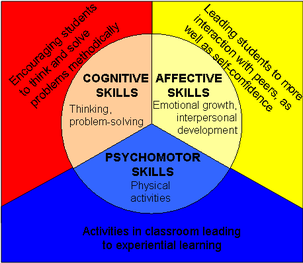 Encouraging students
to think and solve
problems methodically
Leading students to more
interaction with peers, as
well as self-confidence
COGNITIVE
SKILLS
Thinking,
problem-solving
AFFECTIVE
SKILLS
Emotional growth,
interpersonal
development
PSYCHOMOTOR
SKILLS
Physical
activities
Activities in classroom leading
to experiential learning